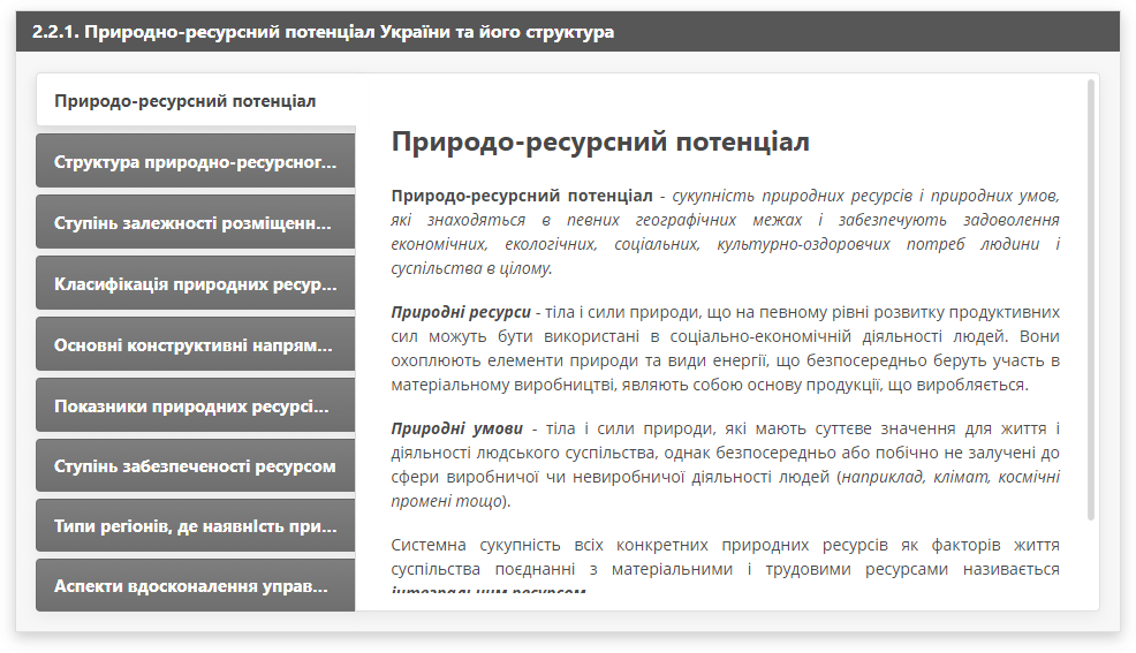 2.2.1. Природно-ресурсний потенціал України та його структура
Природо-ресурсний потенціал
Структура природно-ресурсног...
Ступінь залежності розміщенн...
Класифікація природних ресур...
Основні конструктивні напрям...
Показники природних ресурсі...
Ступінь забезпеченості ресурсом
Типи регіонів, де наявність при...
Аспекти вдосконалення управ...
Природо-ресурсний потенціал
Природо-ресурсний потенціал - сукупність природних ресурсів і природних умов,
які знаходяться в певних географічних межах і забезпечують задоволення
економічних, екологічних, соціальних, культурно-оздоровчих потреб людини і
суспільства в цілому.
Природні ресурси - тіла і сили природи, що на певному рівні розвитку продуктивних
сил можуть бути використані в соціально-економічній діяльності людей. Вони
охоплюють елементи природи та види енергії, що безпосередньо беруть участь в
матеріальному виробництві, являють собою основу продукції, що виробляється.
Природні умови - тіла і сили природи, які мають суттєве значення для життя і
діяльності людського суспільства, однак безпосередньо або побічно не залучені до
сфери виробничої чи невиробничої діяльності людей (наприклад, клімат, космічні
промені тощо).
Системна сукупність всіх конкретних природних ресурсів як факторів життя
суспільства поєднанні з матеріальними і трудовими ресурсами називається
інтегральним ресурсом